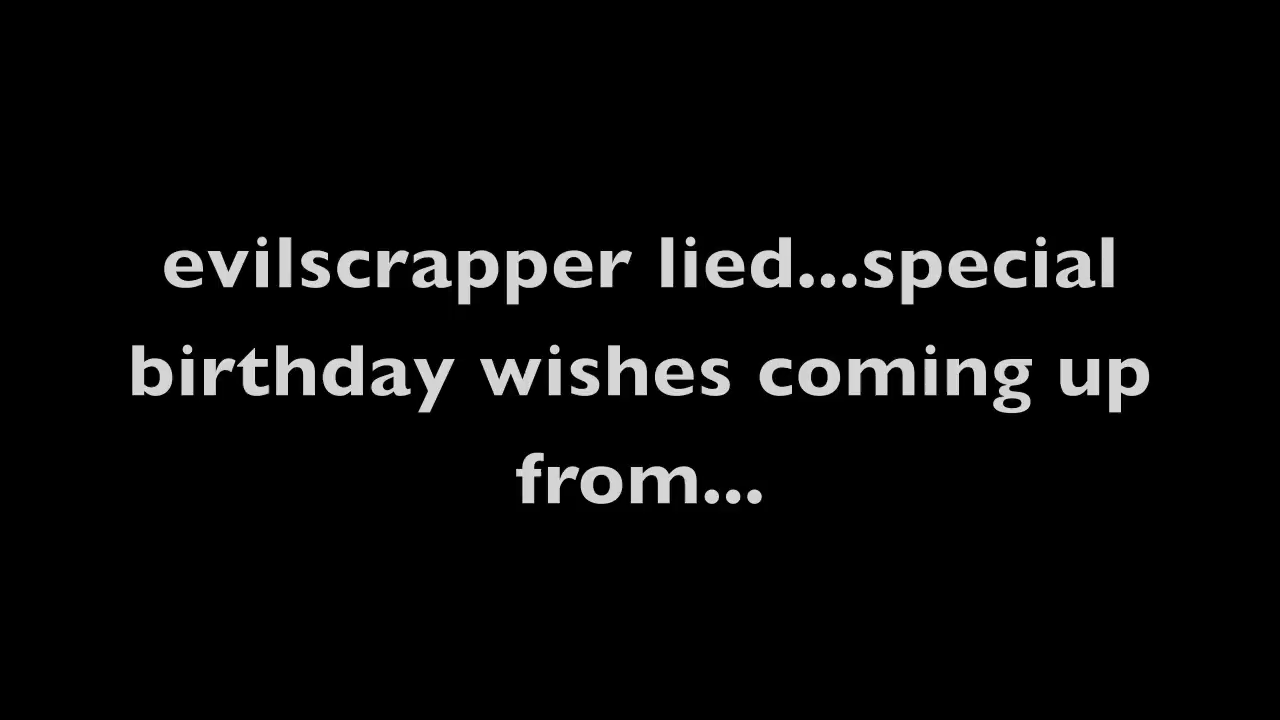 evilscrapper lied...special
birthday wishes coming up
from...